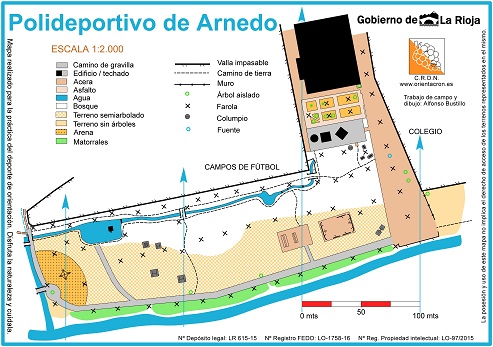 Polideportivo de Arnedo
Gobierno de La Rioja
ESCALA 1:2.000
Camino de gravilla
Edificio / techado
Acera
Asfalto
Agua
Bosque
Terreno semiarbolado
Terreno sin árboles
Arena
Matorrales
Valla impasable
Camino de tierra
Muro
Árbol aislado
Farola
Columpio
Fuente
C.R.D.N.
www.orientacron.es
Trabajo de campo y
dibujo: Alfonso Bustillo
COLEGIO
CAMPOS DE FÚTBOL
0 mts
50
100 mts
Nº Depósito legal: LR 615-15 Nº Registro FEDO: LO-1758-16 Nº Reg. Propiedad intelectual: LO-97/2015
Mapa realizado para la práctica del deporte de orientación. Disfruta la naturaleza y cuídala.
La posesión y uso de este mapa no implica el derecho de acceso de los terrenos representados en el mismo.